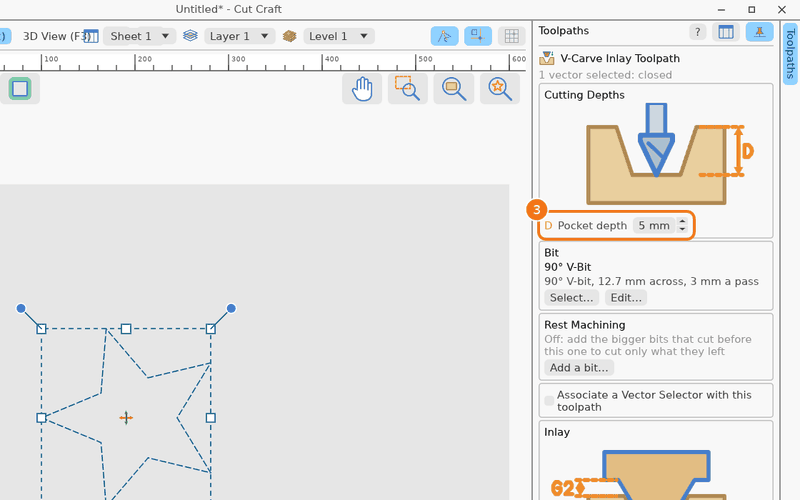 Untitled* - Cut Craft
3D View (F3) Sheet 1 Layer 1 Level 1
100 200 300 400 500 600
Toolpaths ?
Toolpaths
V-Carve Inlay Toolpath
1 vector selected: closed
Cutting Depths
D
3
D Pocket depth 5 mm
Bit
90° V-Bit
90° V-bit, 12.7 mm across, 3 mm a pass
Select... Edit...
Rest Machining
Off: add the bigger bits that cut before
this one to cut only what they left
Add a bit...
Associate a Vector Selector with this
toolpath
Inlay
G2